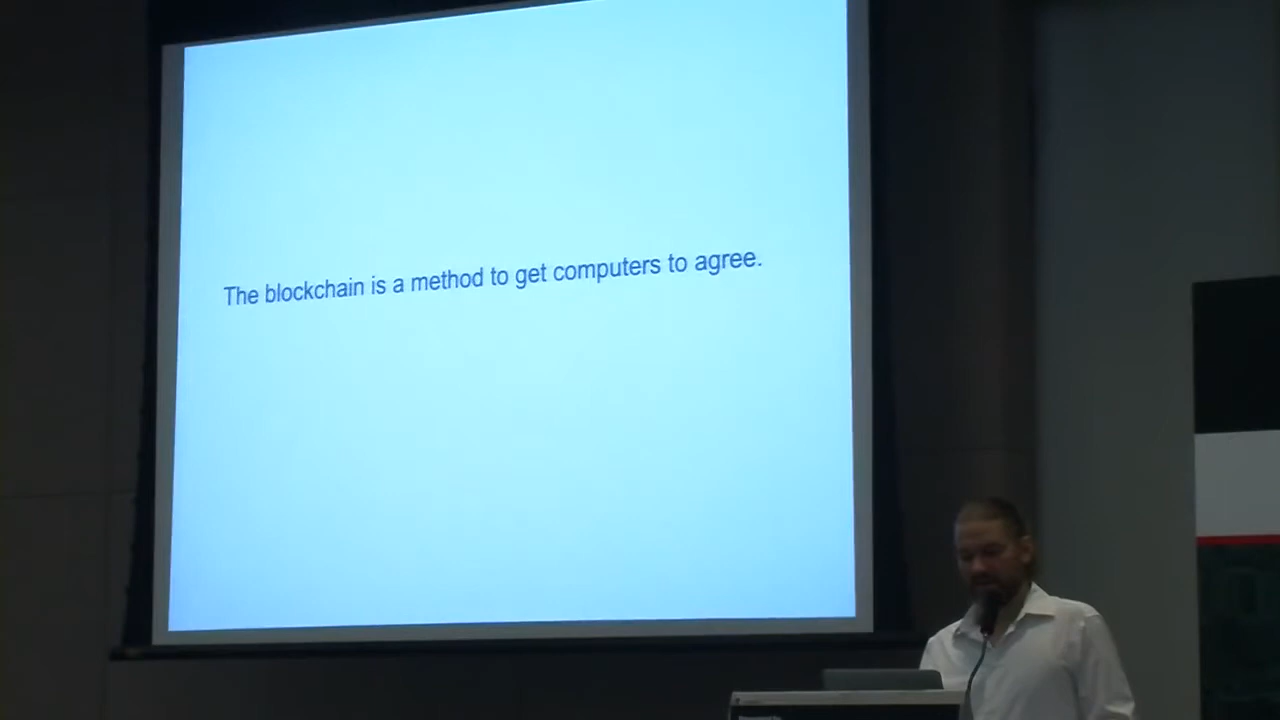 The blockchain is a method to get computers to agree.